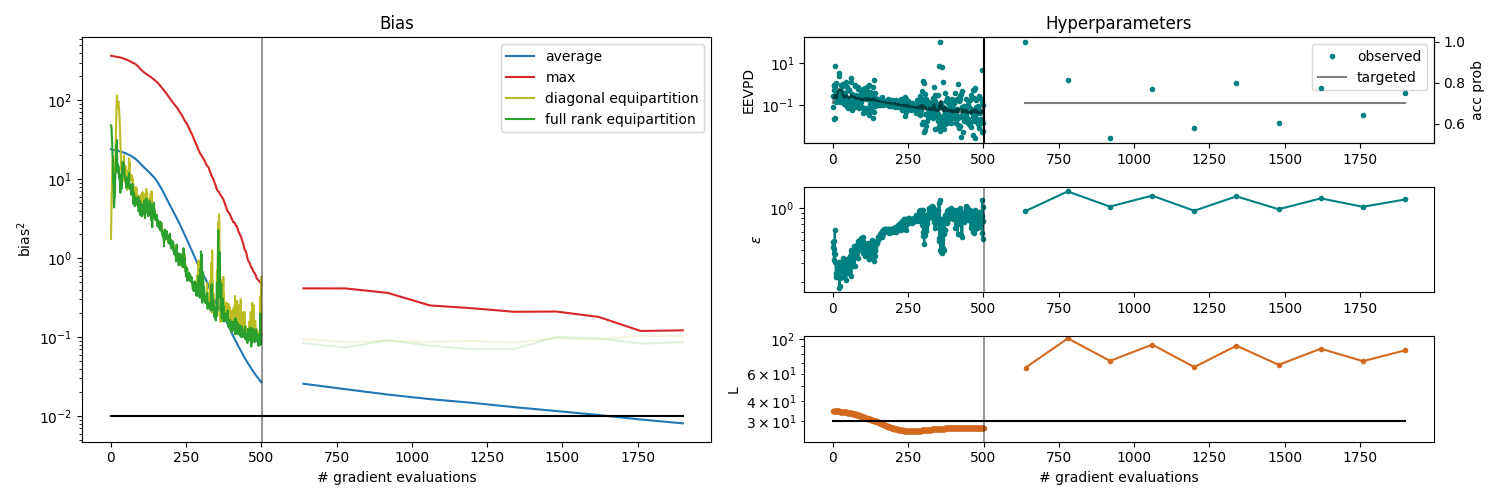 Bias
bias²
10²
10¹
10⁰
10⁻¹
10⁻²
average
max
diagonal equipartition
full rank equipartition
0 250 500 750 1000 1250 1500 1750
# gradient evaluations
Hyperparameters
EEVPD
10¹
10⁻¹
observed
targeted
1.0
0.8
0.6
acc prob
0 250 500 750 1000 1250 1500 1750
ε
10⁰
0 250 500 750 1000 1250 1500 1750
L
10²
6 × 10¹
4 × 10¹
3 × 10¹
0 250 500 750 1000 1250 1500 1750
# gradient evaluations